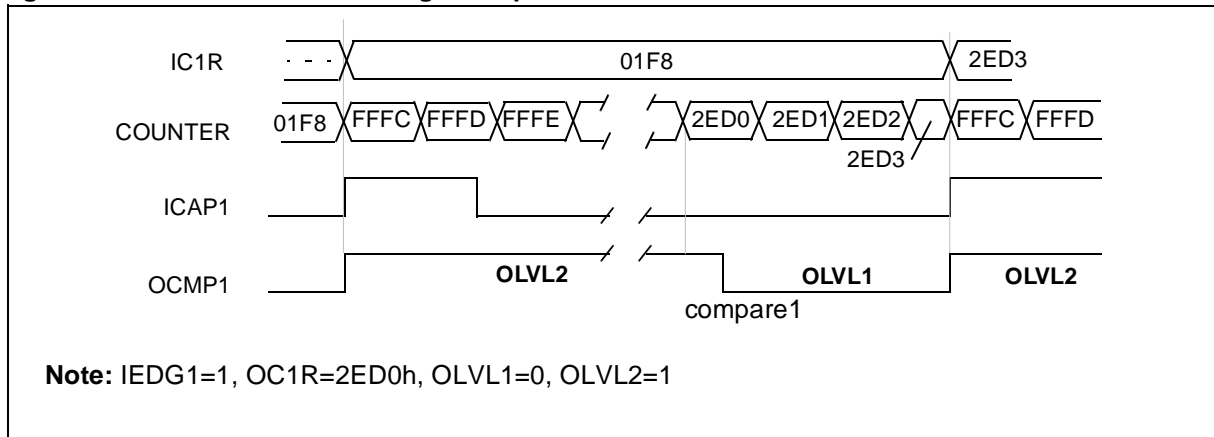 IC1R
- - -
01F8
2ED3
COUNTER
01F8 FFFC FFFD FFFE 2ED0 2ED1 2ED2 FFFC FFFD
2ED3
ICAP1
OCMP1
OLVL2
OLVL1
OLVL2
compare1
Note: IEDG1=1, OC1R=2ED0h, OLVL1=0, OLVL2=1